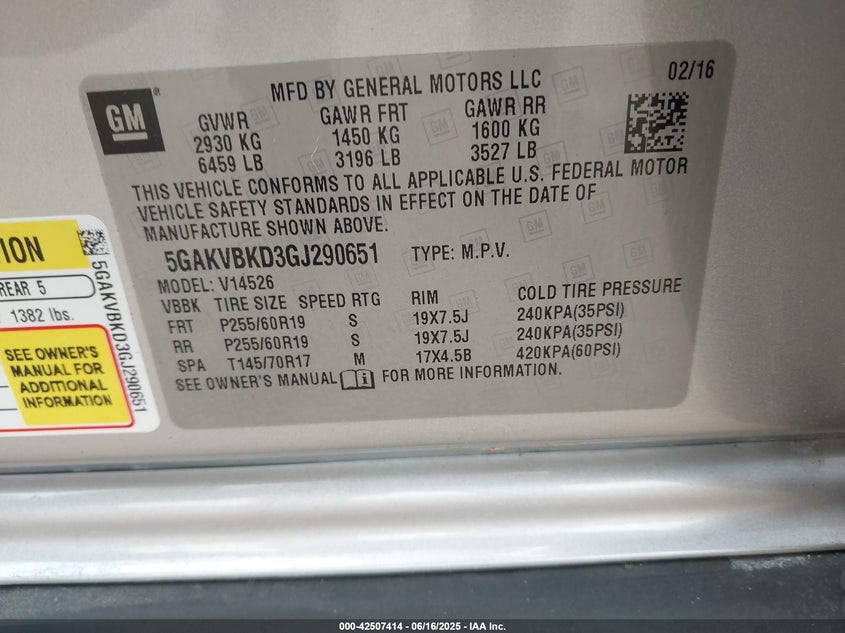 MFD BY GENERAL MOTORS LLC
02/16
GM
GVWR GAWR FRT GAWR RR
2930 KG 1450 KG 1600 KG
6459 LB 3196 LB 3527 LB
THIS VEHICLE CONFORMS TO ALL APPLICABLE U.S. FEDERAL MOTOR
VEHICLE SAFETY STANDARDS IN EFFECT ON THE DATE OF
MANUFACTURE SHOWN ABOVE.
5GAKVBKD3GJ290651 TYPE: M.P.V.
MODEL: V14526
VBBK TIRE SIZE SPEED RTG RIM COLD TIRE PRESSURE
FRT P255/60R19 S 19X7.5J 240KPA(35PSI)
RR P255/60R19 S 19X7.5J 240KPA(35PSI)
SPA T145/70R17 M 17X4.5B 420KPA(60PSI)
SEE OWNER'S MANUAL FOR MORE INFORMATION.
REAR 5
1382 lbs.
SEE OWNER'S
MANUAL FOR
ADDITIONAL
INFORMATION
5GAKVBKD3GJ290651
000-42507414 - 06/16/2025 - IAA Inc.